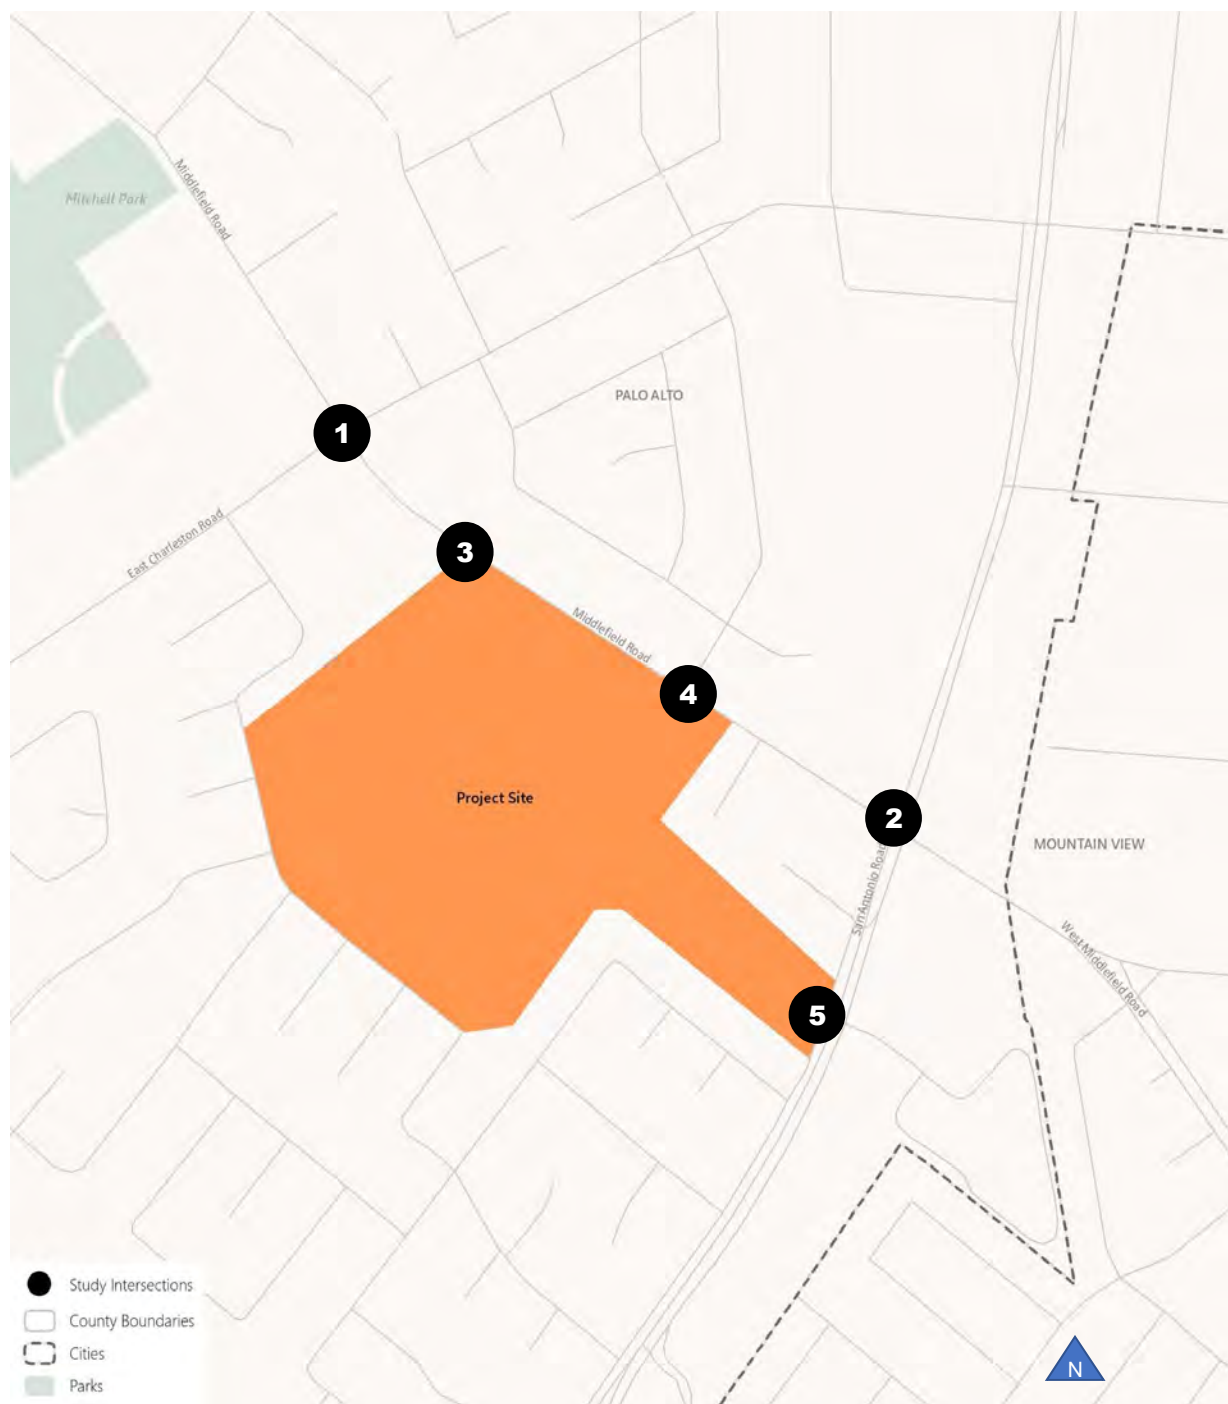 Mitchell Park
Middlefield Road
PALO ALTO
1
East Charleston Road
3
Middlefield Road
4
Project Site
2
MOUNTAIN VIEW
San Antonio Road
West Middlefield Road
5
Study Intersections
County Boundaries
Cities
Parks
N